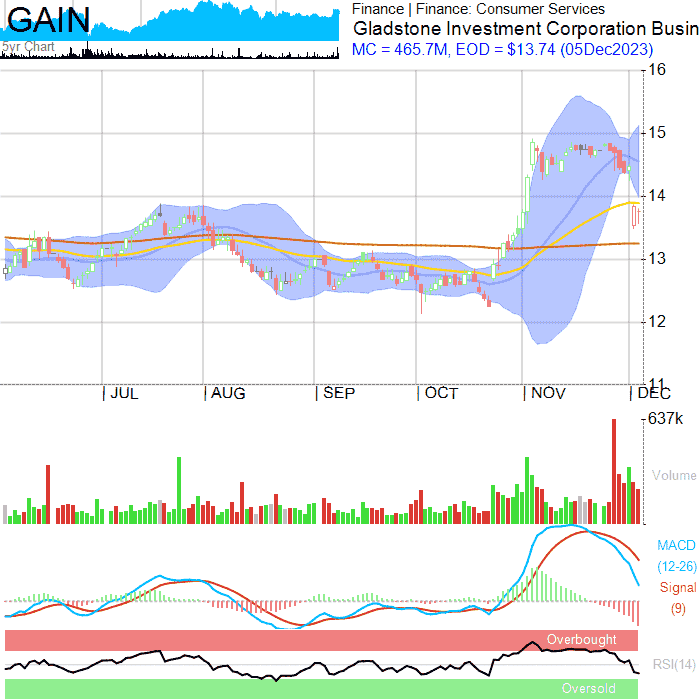 GAIN
5yr Chart
Finance | Finance: Consumer Services
Gladstone Investment Corporation Busin
MC = 465.7M, EOD = $13.74 (05Dec2023)
16
15
14
13
12
11
JUL
AUG
SEP
OCT
NOV
DEC
637k
Volume
MACD
(12-26)
Signal
(9)
Overbought
RSI(14)
Oversold